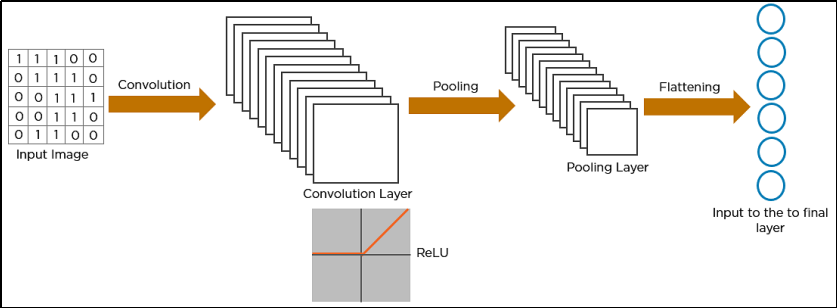 1 1 1 0 0
0 1 1 1 0
0 0 1 1 1
0 0 1 1 0
0 1 1 0 0
Input Image
Convolution
Convolution Layer
ReLU
Pooling
Pooling Layer
Flattening
Input to the to final
layer